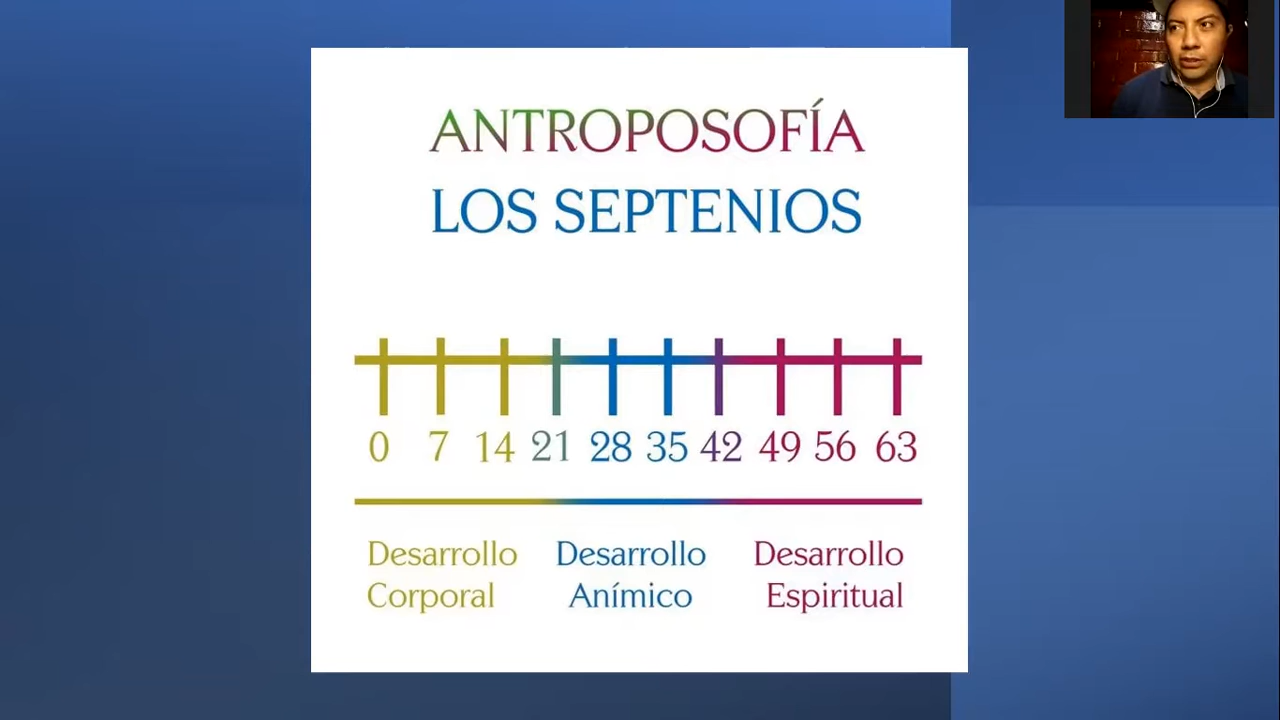 ANTROPOSOFÍA
LOS SEPTENIOS
0 7 14 21 28 35 42 49 56 63
Desarrollo Desarrollo Desarrollo
Corporal Anímico Espiritual